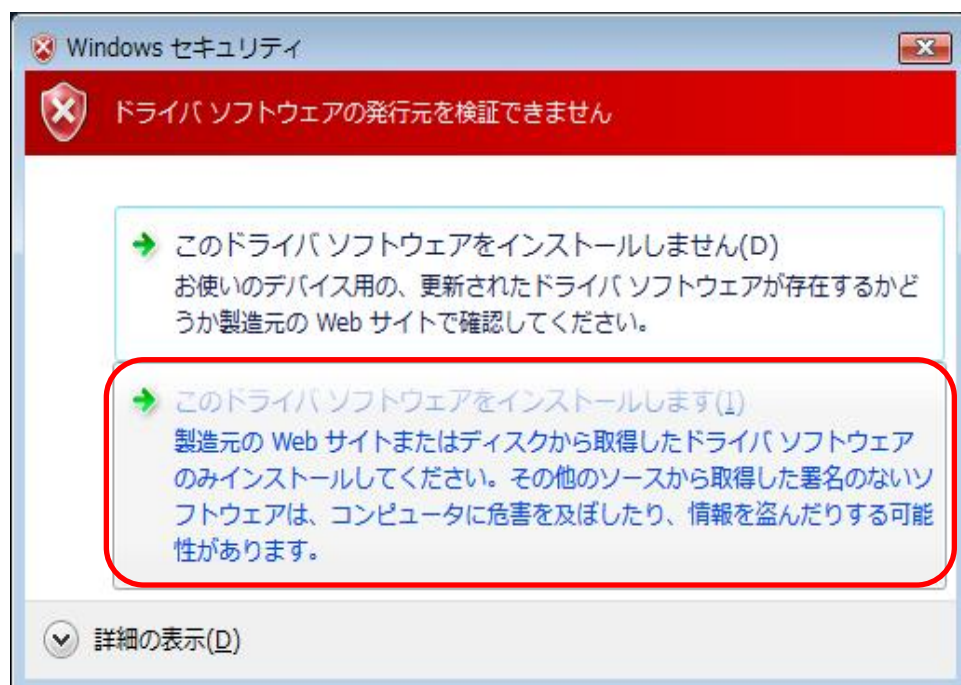 Windows セキュリティ
ドライバ ソフトウェアの発行元を検証できません
このドライバ ソフトウェアをインストールしません(D)
お使いのデバイス用の、更新されたドライバ ソフトウェアが存在するかど
うか製造元の Web サイトで確認してください。
このドライバ ソフトウェアをインストールします(I)
製造元の Web サイトまたはディスクから取得したドライバ ソフトウェア
のみインストールしてください。その他のソースから取得した署名のないソ
フトウェアは、コンピュータに危害を及ぼしたり、情報を盗んだりする可能
性があります。
詳細の表示(D)